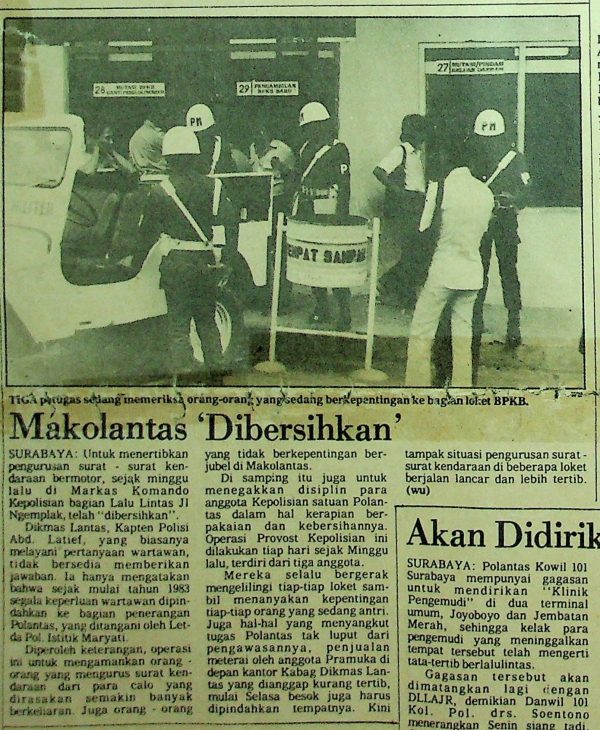 28 MUTASI BPKB
29 PENGAMBILAN
BPKB BARU
27 MUTASI/PINDAH
KELUAR DAERAH
PM
PM
P
TEMPAT SAMPAH
TIGA petugas sedang memeriksa orang-orang yang sedang berkepentingan ke bagian loket BPKB.
Makolantas 'Dibersihkan'
SURABAYA: Untuk menertibkan
pengurusan surat - surat ken-
daraan bermotor, sejak minggu
lalu di Markas Komando
Kepolisian bagian Lalu Lintas Jl
Ngemplak, telah "dibersihkan".
Dikmas Lantas, Kapten Polisi
Abd. Latief, yang biasanya
melayani pertanyaan wartawan,
tidak bersedia memberikan
jawaban. Ia hanya mengatakan
bahwa sejak mulai tahun 1983
segala keperluan wartawan dipin-
dahkan ke bagian penerangan
Polantas, yang ditangani oleh Let-
da Pol. Istituk Maryati.
Diperoleh keterangan, operasi
ini untuk mengamankan orang -
orang yang mengurus surat ken-
daraan dari para calo yang
dirasakan semakin banyak
berkeliaran. Juga orang - orang
yang tidak berkepentingan ber-
jubel di Makolantas.
Di samping itu juga untuk
menegakkan disiplin para
anggota Kepolisian satuan Polan-
tas dalam hal kerapian ber-
pakaian dan kebersihannya.
Operasi Provost Kepolisian ini
dilakukan tiap hari sejak Minggu
lalu, terdiri dari tiga anggota.
Mereka selalu bergerak
mengelilingi tiap-tiap loket sam-
bil menanyakan kepentingan
tiap-tiap orang yang sedang antri.
Juga hal-hal yang menyangkut
tugas Polantas tak luput dari
pengawasannya, penjualan
meterai oleh anggota Pramuka di
depan kantor Kabag Dikmas Lan-
tas yang dianggap kurang tertib,
mulai Selasa besok juga harus
dipindahkan tempatnya. Kini
tampak situasi pengurusan surat-
surat kendaraan di beberapa loket
berjalan lancar dan lebih tertib.
(wu)
Akan Didirik
SURABAYA: Polantas Kowil 101
Surabaya mempunyai gagasan
untuk mendirikan "Klinik
Pengemudi" di dua terminal
umum, Joyoboyo dan Jembatan
Merah, sehingga kelak para
pengemudi yang meninggalkan
tempat tersebut telah mengerti
tata-tertib berlalulintas.
Gagasan tersebut akan
dimatangkan lagi dengan
DLLAJR, demikian Danwil 101
Kol. Pol. drs. Soentono
menerangkan Senin siang tadi.